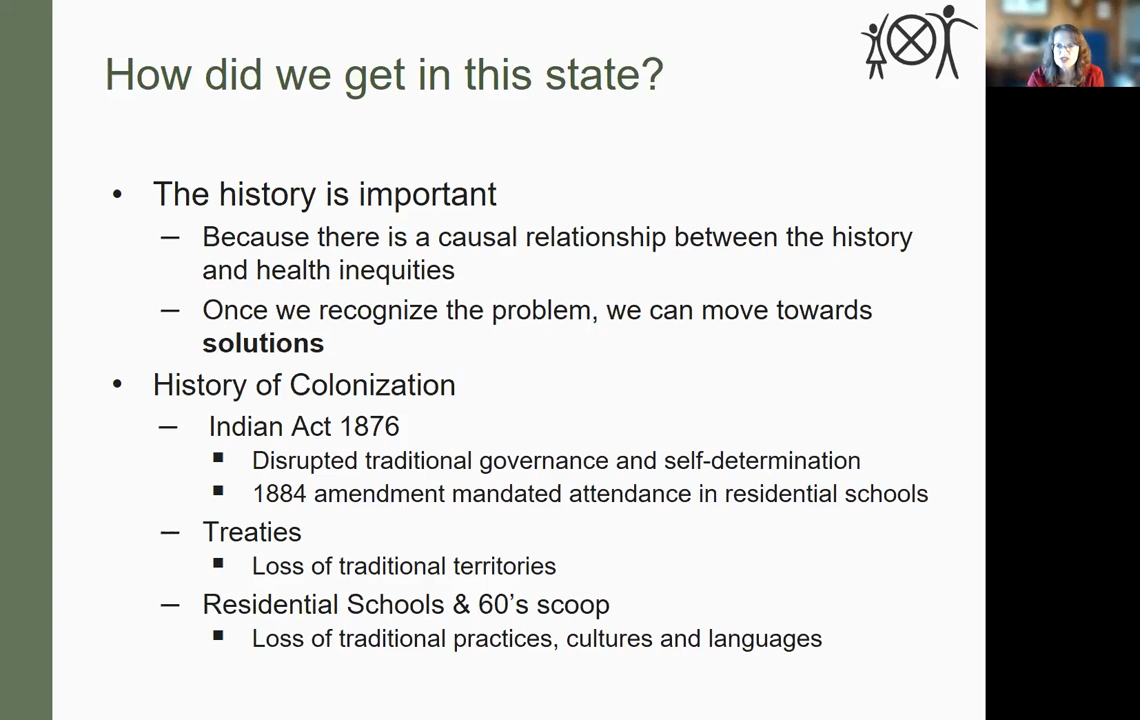 How did we get in this state?
• The history is important
– Because there is a causal relationship between the history
and health inequities
– Once we recognize the problem, we can move towards
solutions
• History of Colonization
– Indian Act 1876
▪ Disrupted traditional governance and self-determination
▪ 1884 amendment mandated attendance in residential schools
– Treaties
▪ Loss of traditional territories
– Residential Schools & 60’s scoop
▪ Loss of traditional practices, cultures and languages